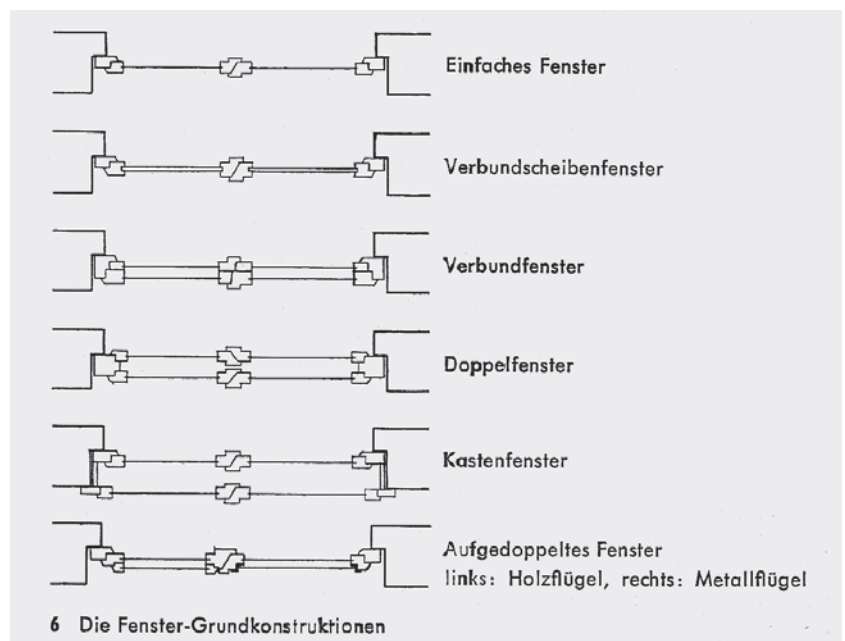 Einfaches Fenster
Verbundscheibenfenster
Verbundfenster
Doppelfenster
Kastenfenster
Aufgedoppeltes Fenster
links: Holzflügel, rechts: Metallflügel
6 Die Fenster-Grundkonstruktionen